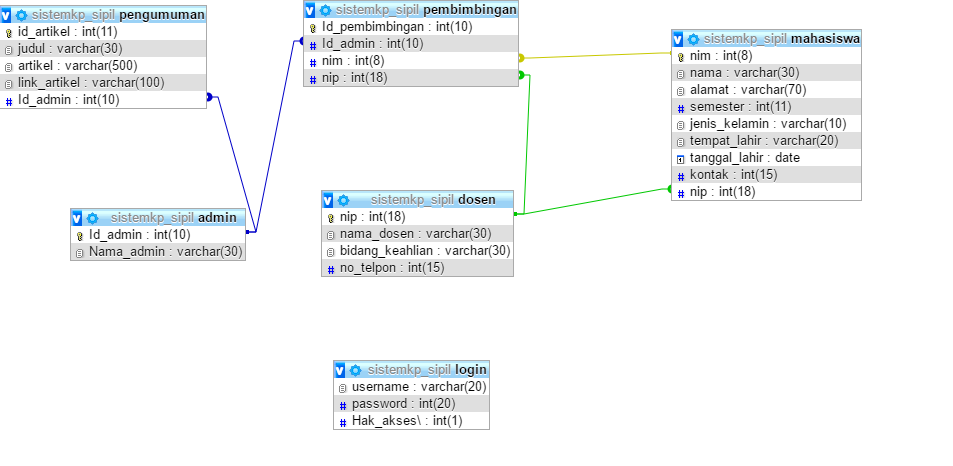 sistemkp_sipil pengumuman
id_artikel : int(11)
judul : varchar(30)
artikel : varchar(500)
link_artikel : varchar(100)
Id_admin : int(10)
sistemkp_sipil pembimbingan
Id_pembimbingan : int(10)
Id_admin : int(10)
nim : int(8)
nip : int(18)
sistemkp_sipil mahasiswa
nim : int(8)
nama : varchar(30)
alamat : varchar(70)
semester : int(11)
jenis_kelamin : varchar(10)
tempat_lahir : varchar(20)
tanggal_lahir : date
kontak : int(15)
nip : int(18)
sistemkp_sipil admin
Id_admin : int(10)
Nama_admin : varchar(30)
sistemkp_sipil dosen
nip : int(18)
nama_dosen : varchar(30)
bidang_keahlian : varchar(30)
no_telpon : int(15)
sistemkp_sipil login
username : varchar(20)
password : int(20)
Hak_akses\ : int(1)